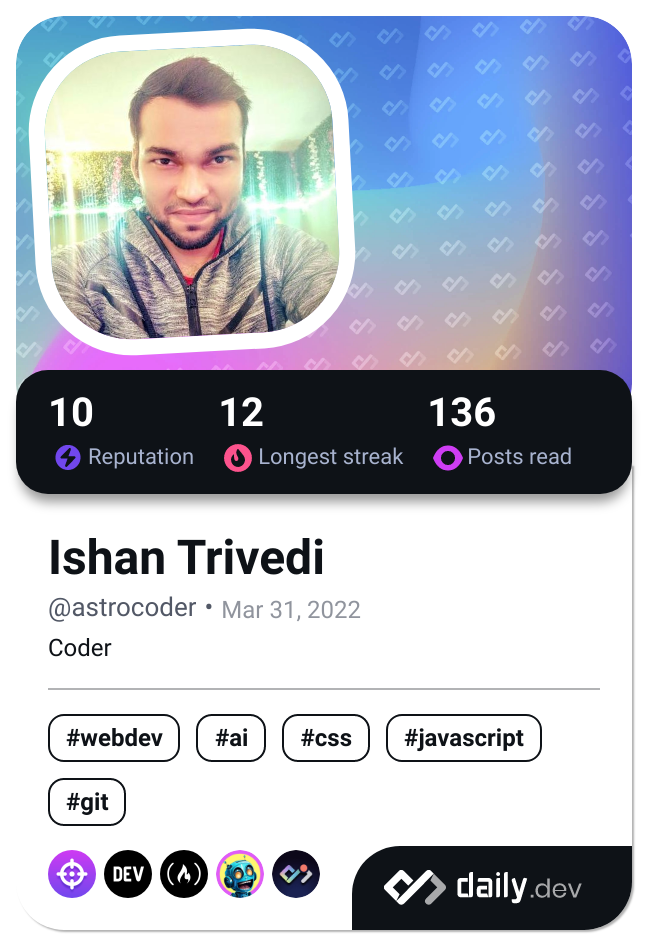 10 12 136
Reputation Longest streak Posts read
Ishan Trivedi
@astrocoder • Mar 31, 2022
Coder
#webdev #ai #css #javascript
#git
DEV
daily.dev